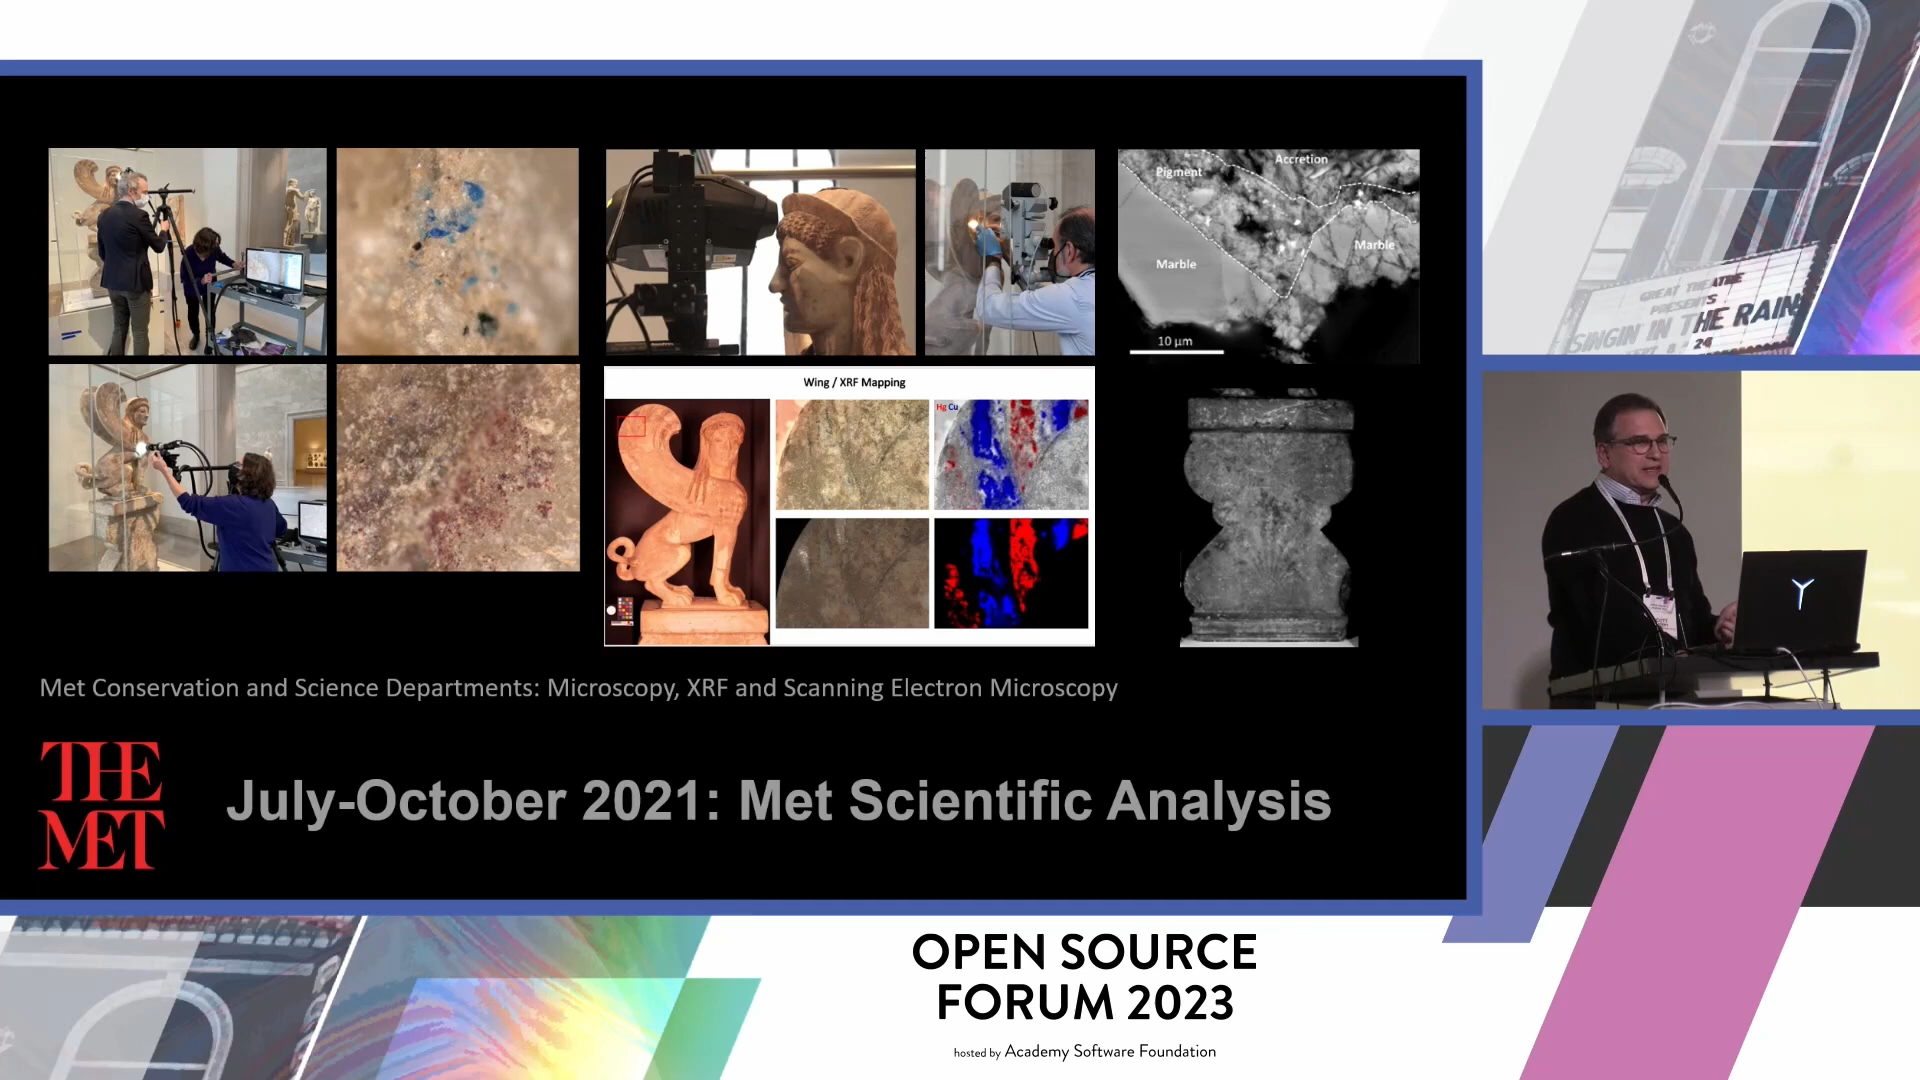 Pigment
Accretion
Marble
Marble
10 µm
Wing / XRF Mapping
Hg Cu
Met Conservation and Science Departments: Microscopy, XRF and Scanning Electron Microscopy
THE
MET
July-October 2021: Met Scientific Analysis
GREAT THEATRE
PRESENTS
SINGIN' IN THE RAIN
OPEN SOURCE
FORUM 2023
hosted by Academy Software Foundation